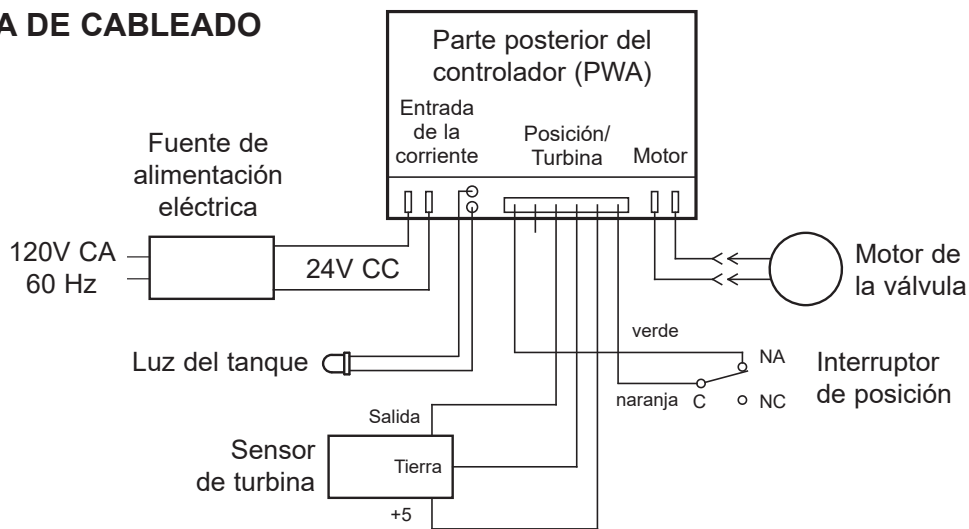 A DE CABLEADO
Parte posterior del
controlador (PWA)
Entrada
de la
corriente
Posición/
Turbina
Motor
Fuente de
alimentación
eléctrica
120V CA
60 Hz
24V CC
Motor de
la válvula
verde
Luz del tanque
NA
Interruptor
de posición
naranja
C
NC
Salida
Sensor
de turbina
Tierra
+5